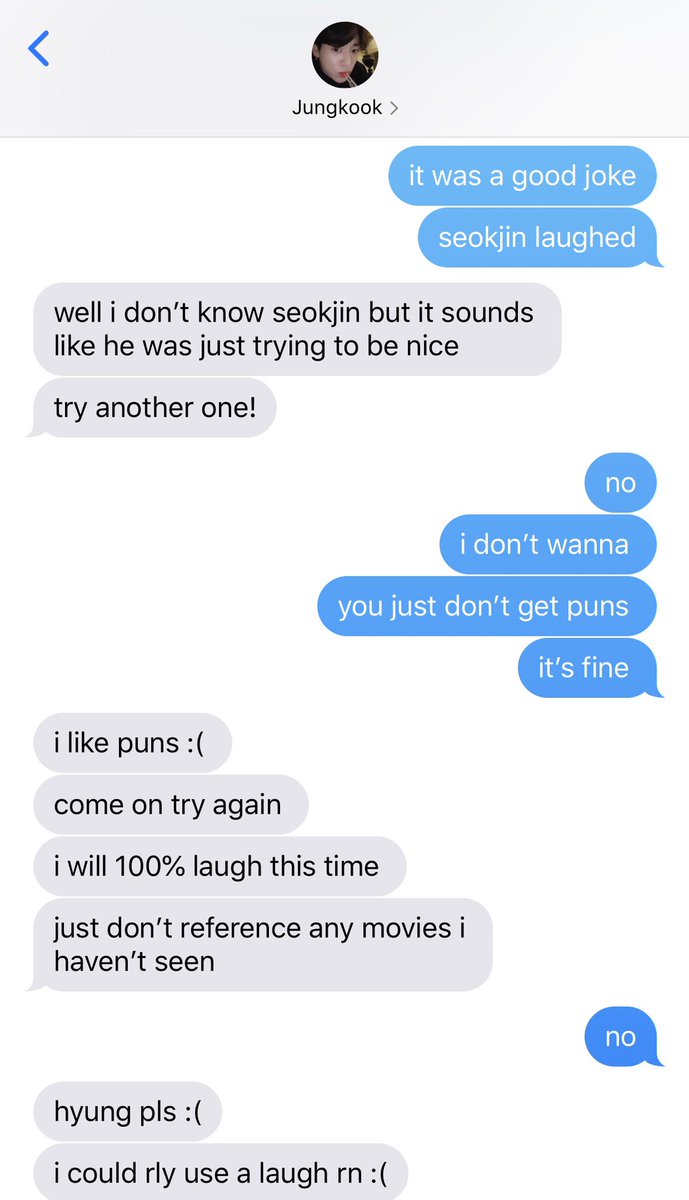 Jungkook
it was a good joke
seokjin laughed
well i don’t know seokjin but it sounds
like he was just trying to be nice
try another one!
no
i don’t wanna
you just don’t get puns
it’s fine
i like puns :(
come on try again
i will 100% laugh this time
just don’t reference any movies i
haven’t seen
no
hyung pls :(
i could rly use a laugh rn :(